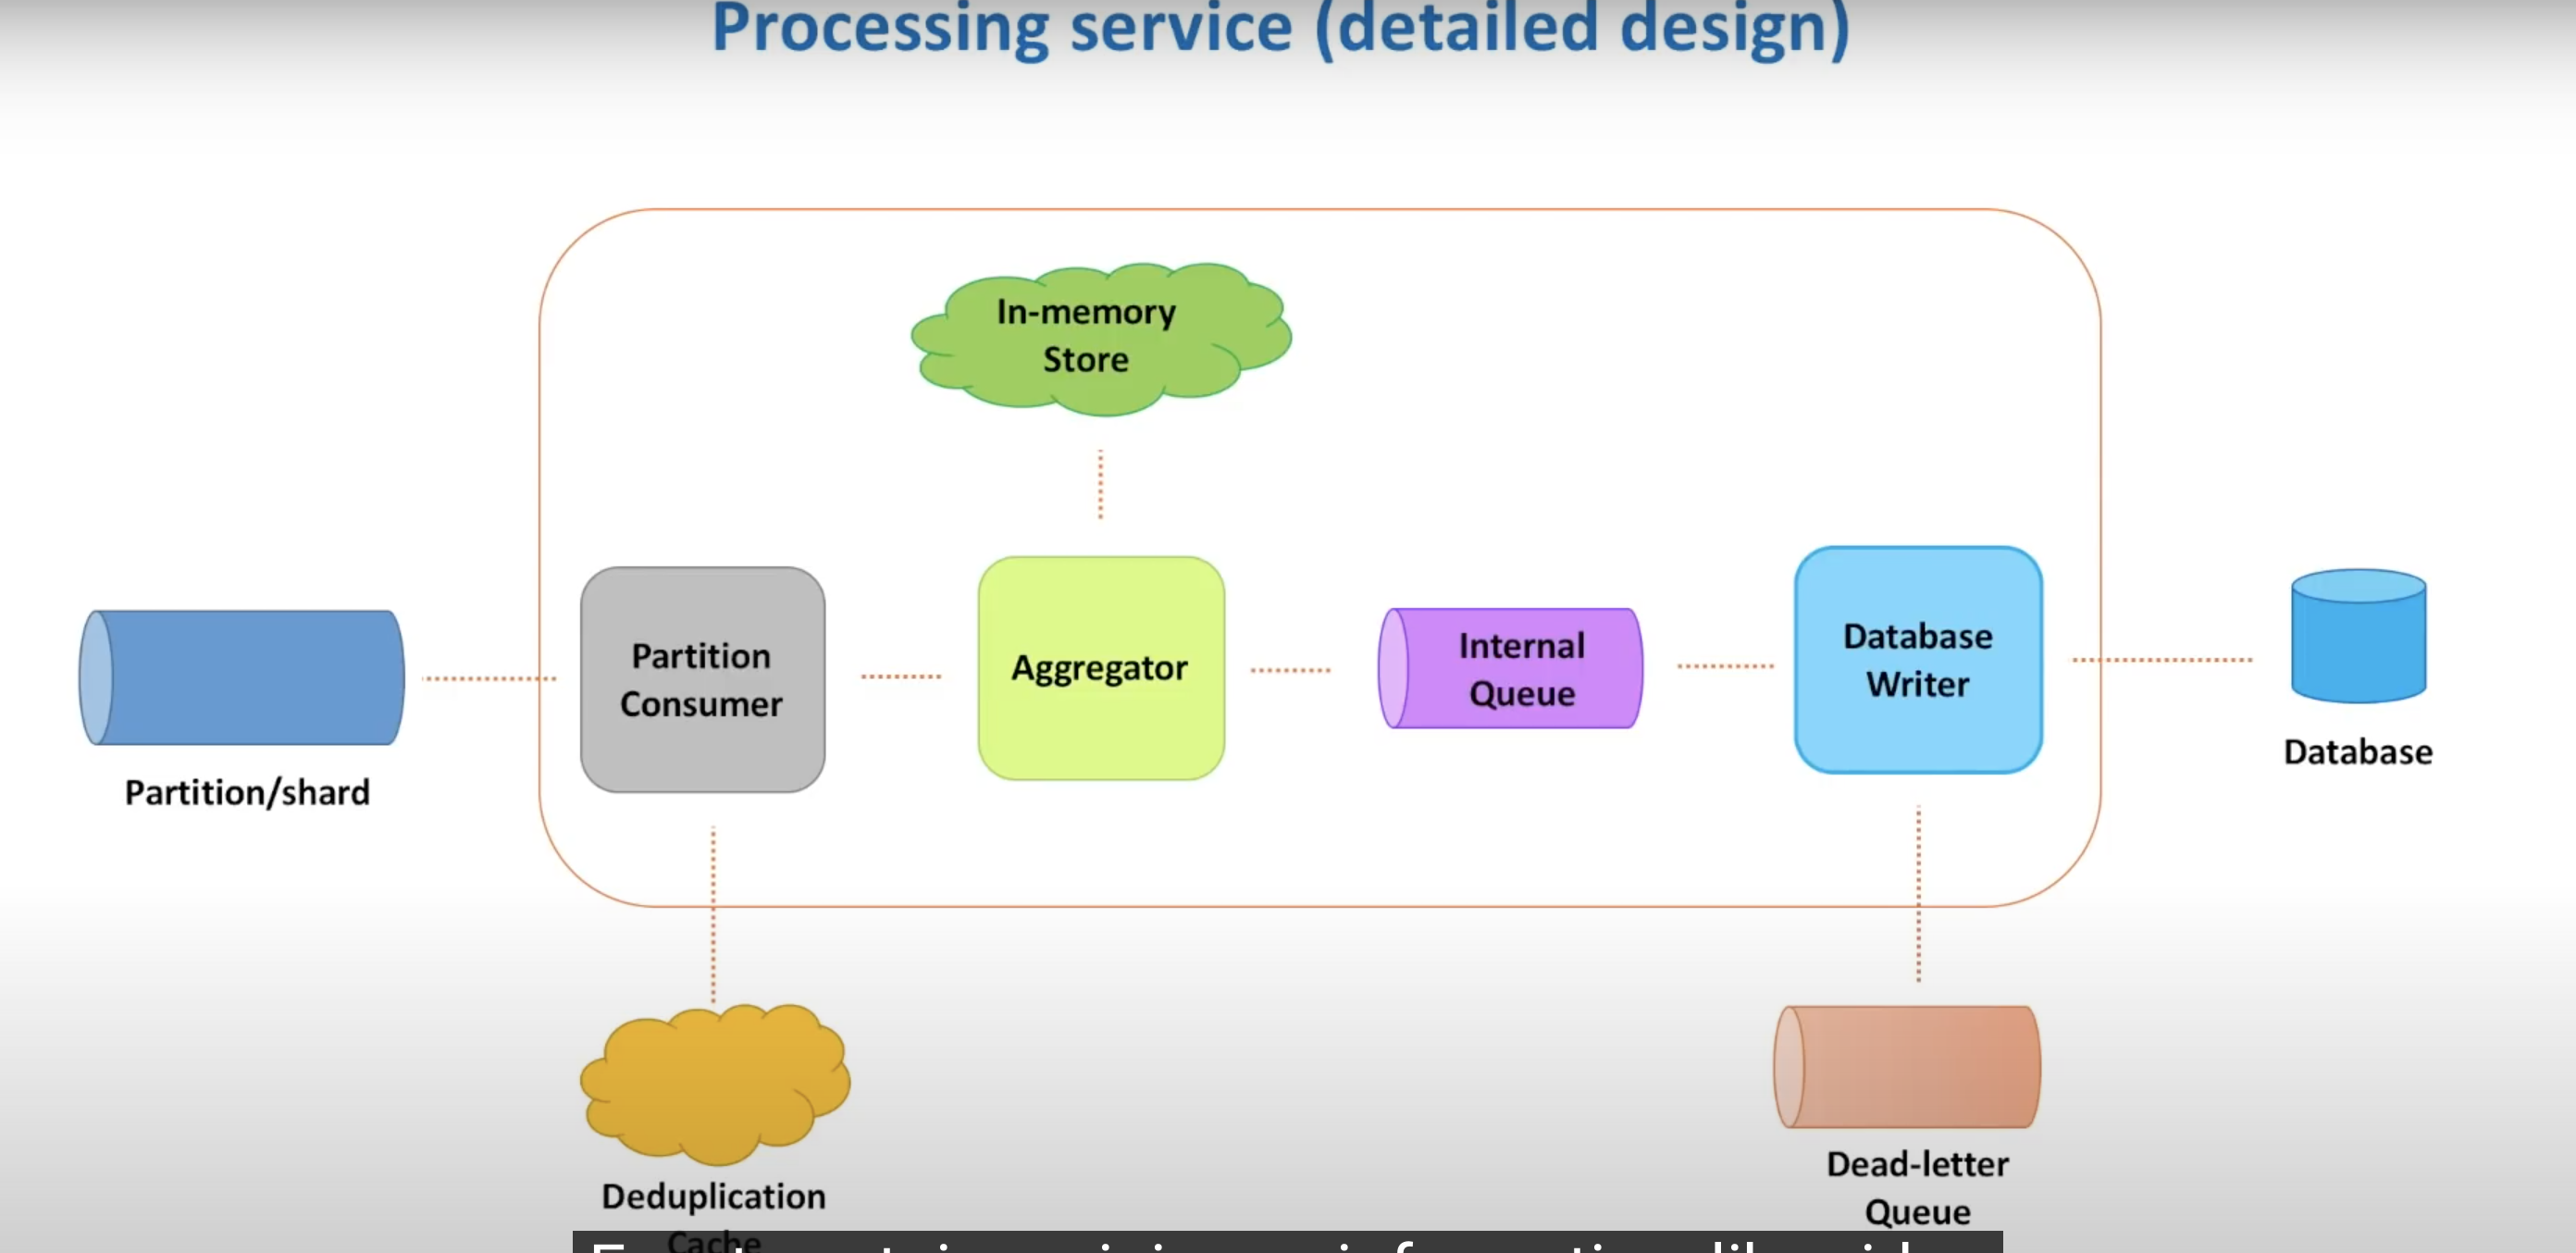 Processing service (detailed design)
In-memory
Store
Partition
Consumer
Aggregator
Internal
Queue
Database
Writer
Partition/shard
Database
Deduplication
Cache
Dead-letter
Queue